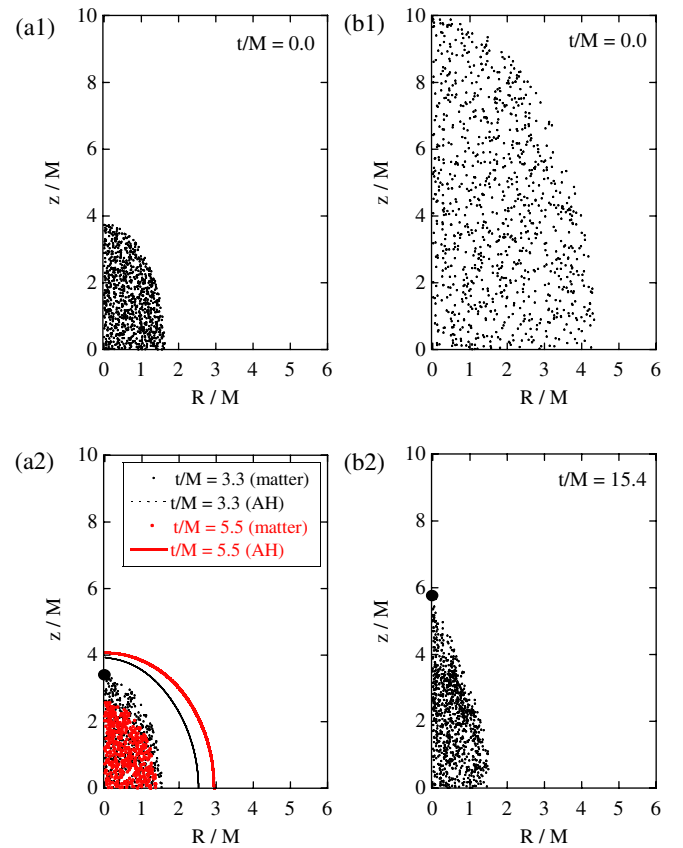 (a1)
t/M = 0.0
10
8
6
4
2
0
z / M
0 1 2 3 4 5 6
R / M
(b1)
t/M = 0.0
10
8
6
4
2
0
z / M
0 1 2 3 4 5 6
R / M
(a2)
t/M = 3.3 (matter)
t/M = 3.3 (AH)
t/M = 5.5 (matter)
t/M = 5.5 (AH)
10
8
6
4
2
0
z / M
0 1 2 3 4 5 6
R / M
(b2)
t/M = 15.4
10
8
6
4
2
0
z / M
0 1 2 3 4 5 6
R / M